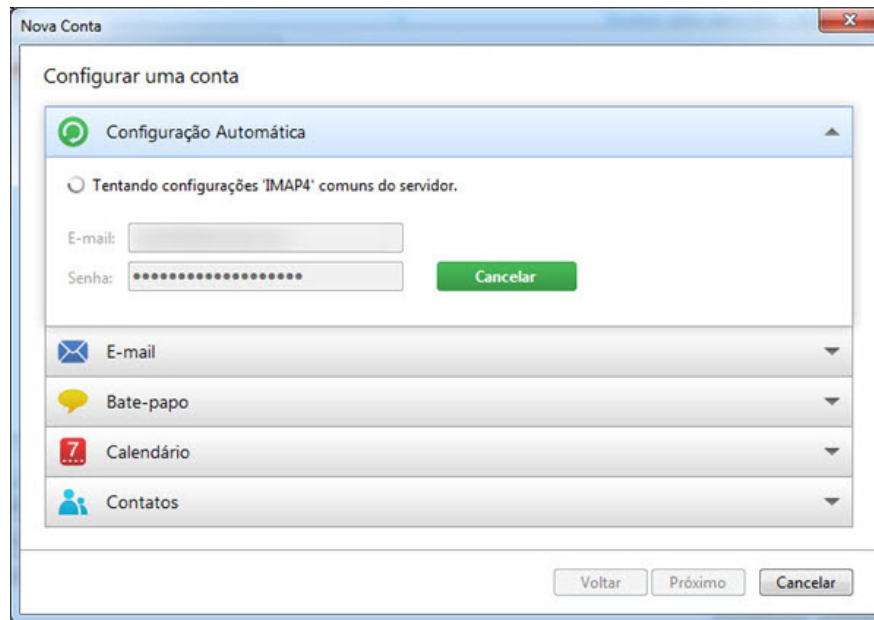 Nova Conta
Configurar uma conta
Configuração Automática
Tentando configurações 'IMAP4' comuns do servidor.
E-mail:
Senha: ●●●●●●●●●●●●●●●●●●● Cancelar
E-mail
Bate-papo
7 Calendário
Contatos
Voltar Próximo Cancelar